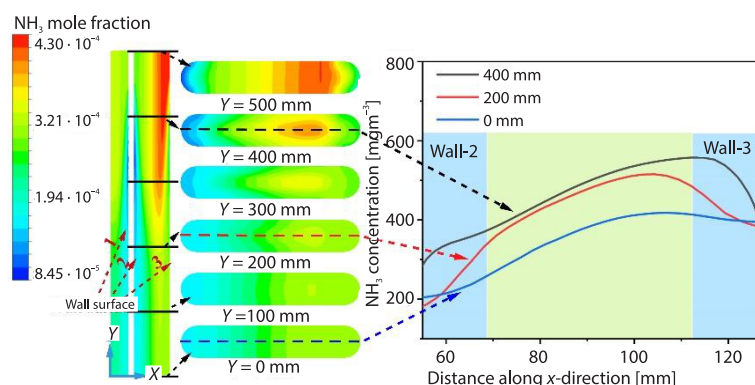 NH₃ mole fraction
4.30 · 10⁻⁴
3.21 · 10⁻⁴
1.94 · 10⁻⁴
8.45 · 10⁻⁵
1
2
3
Wall surface
Y
X
Y = 500 mm
Y = 400 mm
Y = 300 mm
Y = 200 mm
Y = 100 mm
Y = 0 mm
NH₃ concentration [mgm⁻³]
800
600
400
200
400 mm
200 mm
0 mm
Wall-2
Wall-3
60
80
100
120
Distance along x-direction [mm]